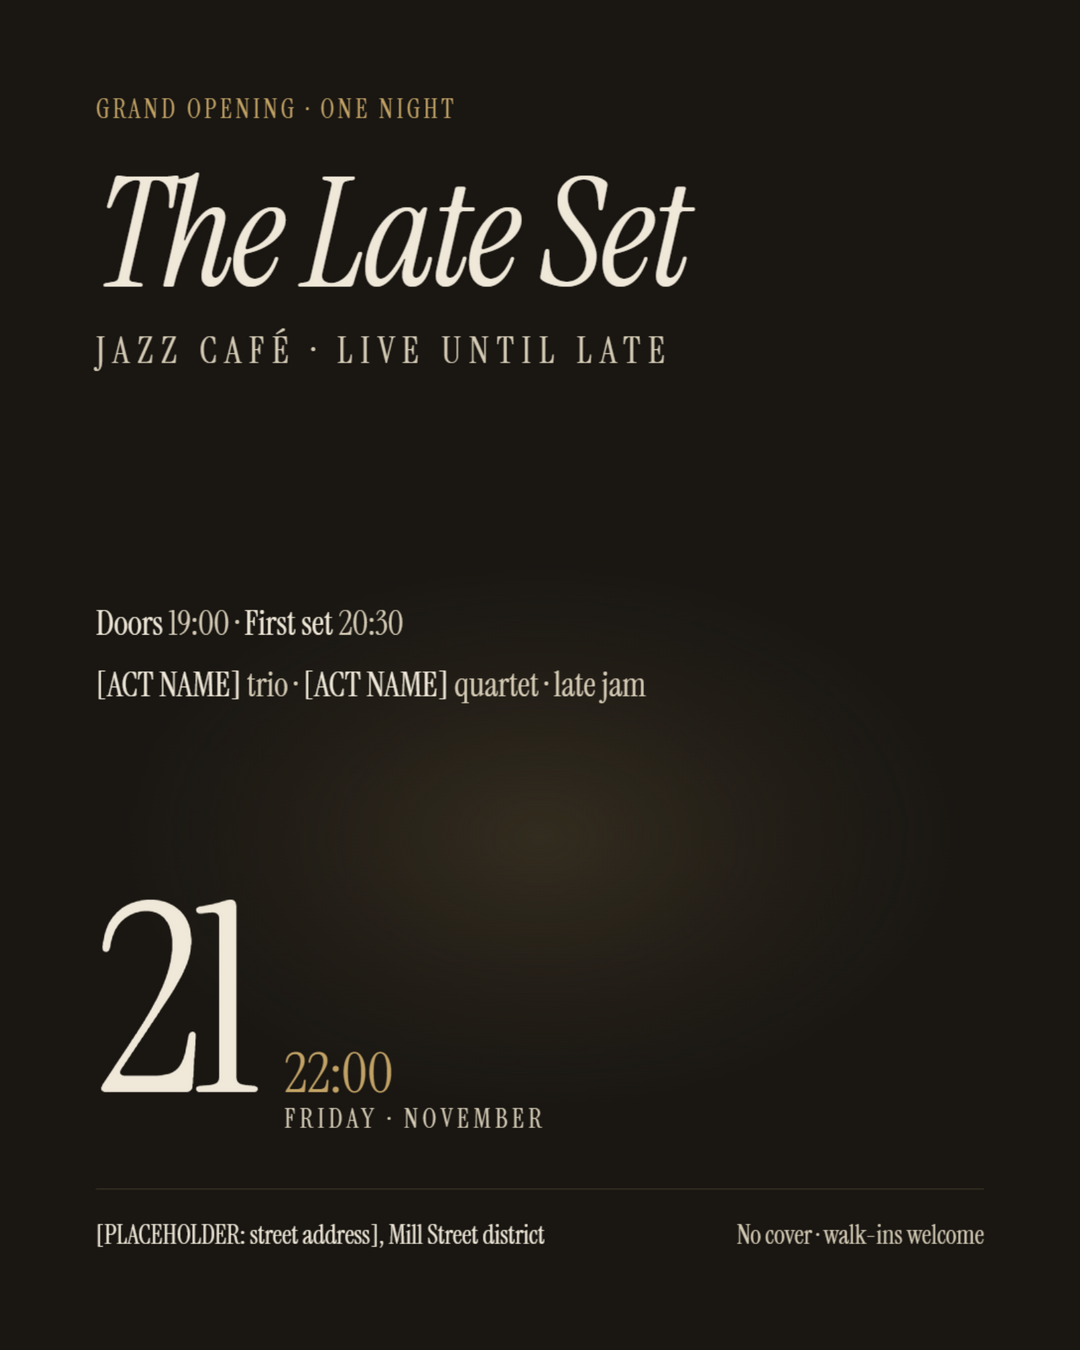 GRAND OPENING · ONE NIGHT
The Late Set
JAZZ CAFÉ · LIVE UNTIL LATE
Doors 19:00 · First set 20:30
[ACT NAME] trio · [ACT NAME] quartet · late jam
21
22:00
FRIDAY · NOVEMBER
[PLACEHOLDER: street address], Mill Street district
No cover · walk-ins welcome